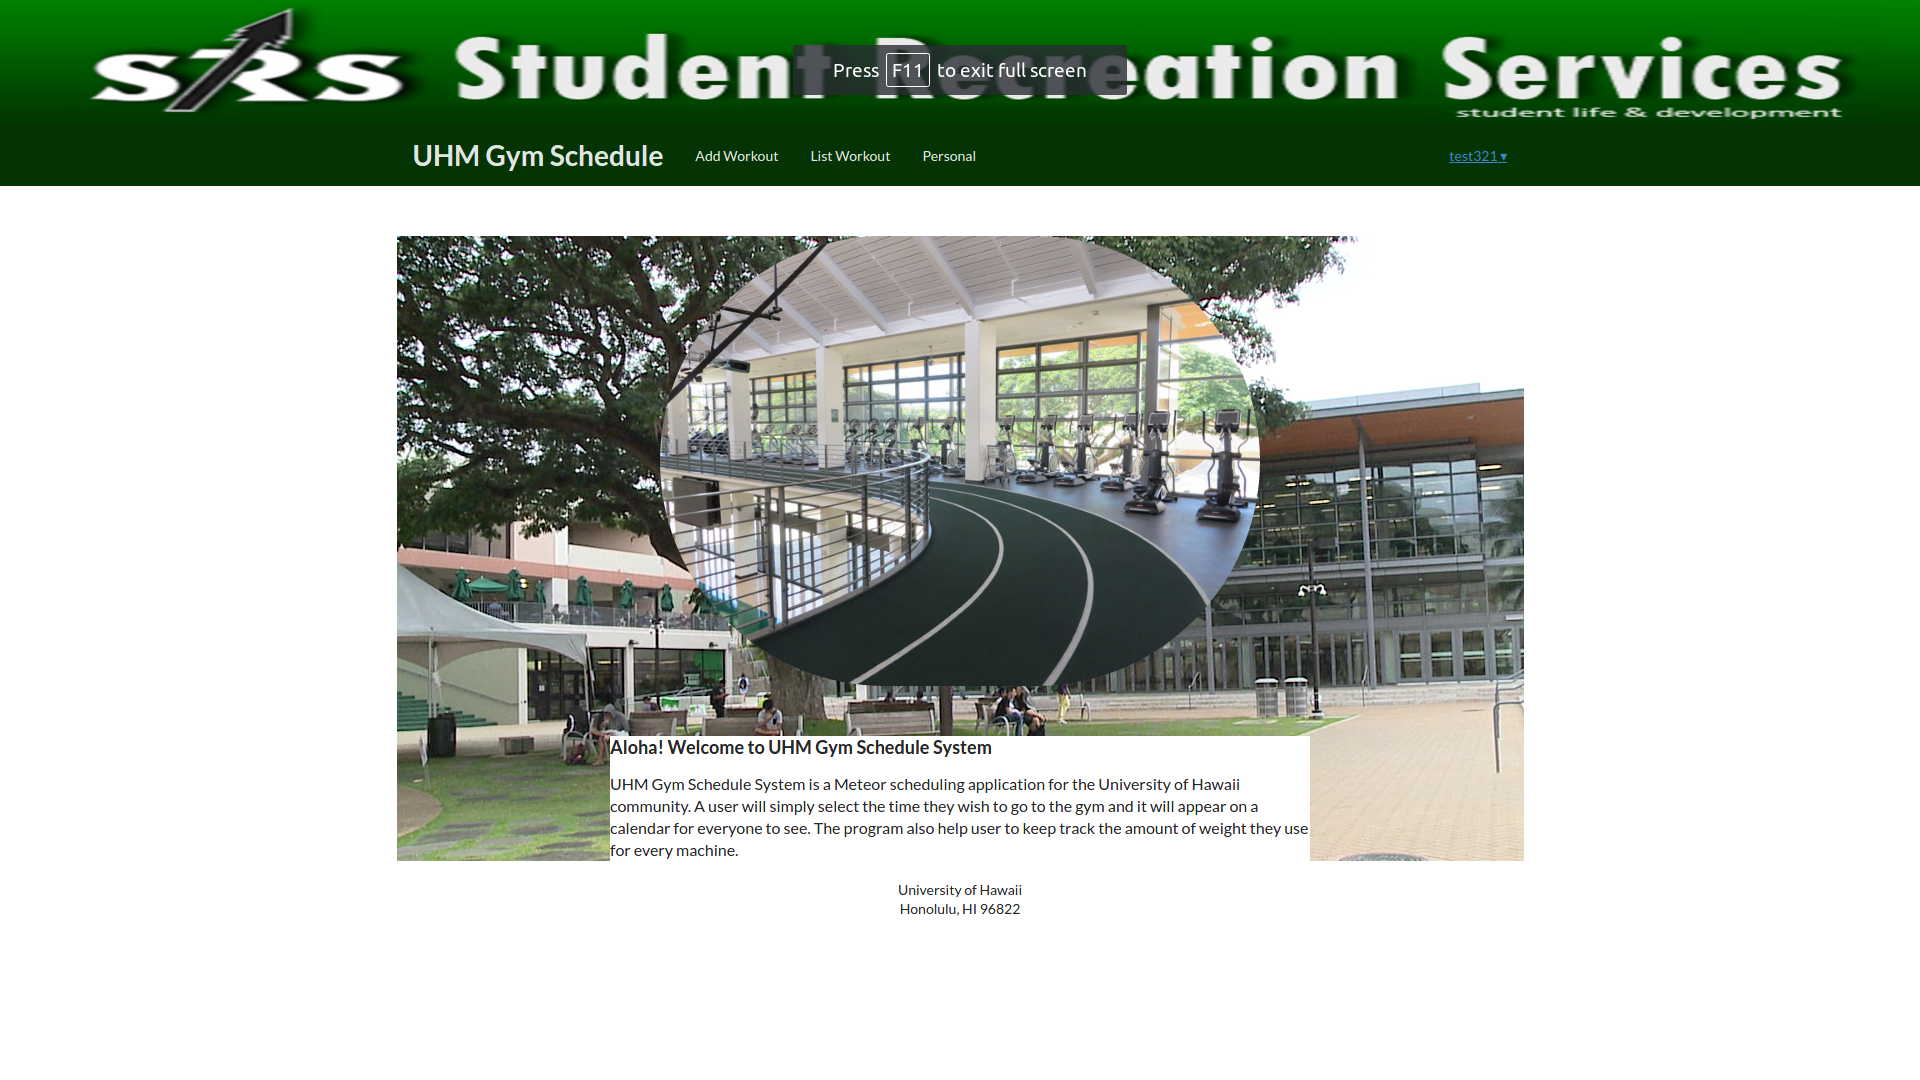 SRS Student Recreation Services
student life & development
Press F11 to exit full screen
UHM Gym Schedule Add Workout List Workout Personal test321 ▾
Aloha! Welcome to UHM Gym Schedule System
UHM Gym Schedule System is a Meteor scheduling application for the University of Hawaii
community. A user will simply select the time they wish to go to the gym and it will appear on a
calendar for everyone to see. The program also help user to keep track the amount of weight they use
for every machine.
University of Hawaii
Honolulu, HI 96822